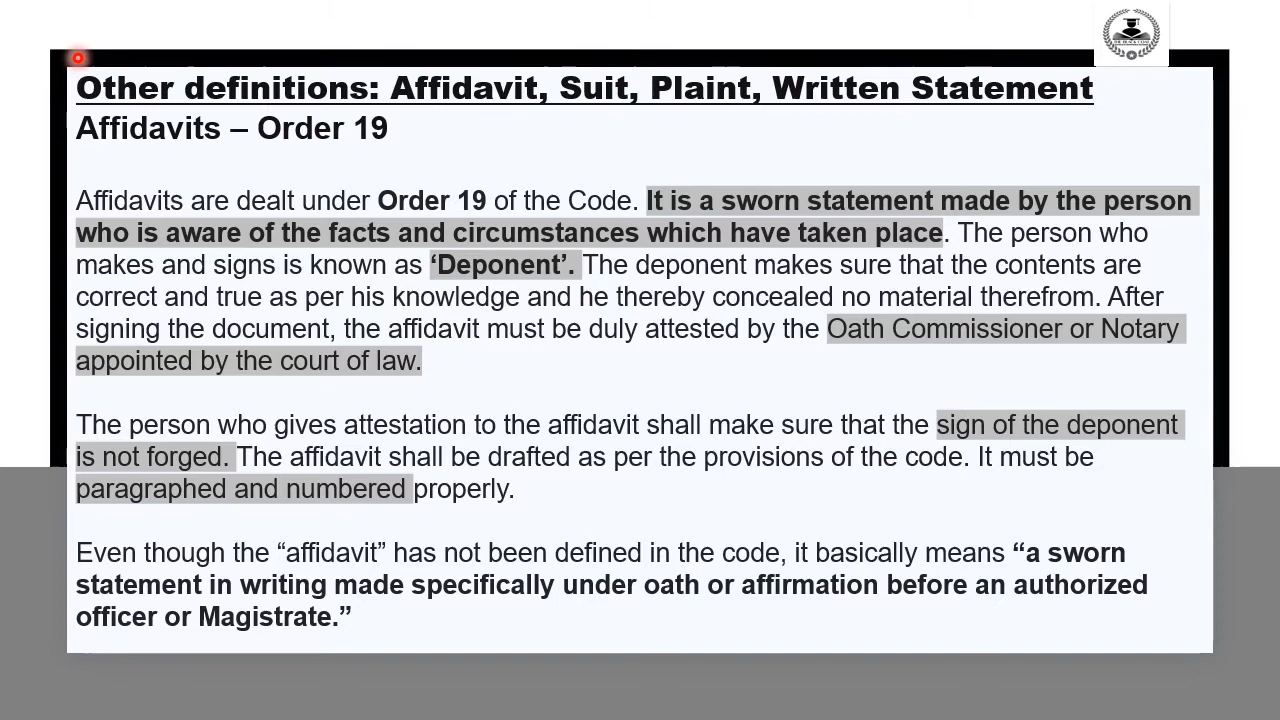 Other definitions: Affidavit, Suit, Plaint, Written Statement
Affidavits – Order 19
Affidavits are dealt under Order 19 of the Code. It is a sworn statement made by the person
who is aware of the facts and circumstances which have taken place. The person who
makes and signs is known as ‘Deponent’. The deponent makes sure that the contents are
correct and true as per his knowledge and he thereby concealed no material therefrom. After
signing the document, the affidavit must be duly attested by the Oath Commissioner or Notary
appointed by the court of law.
The person who gives attestation to the affidavit shall make sure that the sign of the deponent
is not forged. The affidavit shall be drafted as per the provisions of the code. It must be
paragraphed and numbered properly.
Even though the “affidavit” has not been defined in the code, it basically means “a sworn
statement in writing made specifically under oath or affirmation before an authorized
officer or Magistrate.”